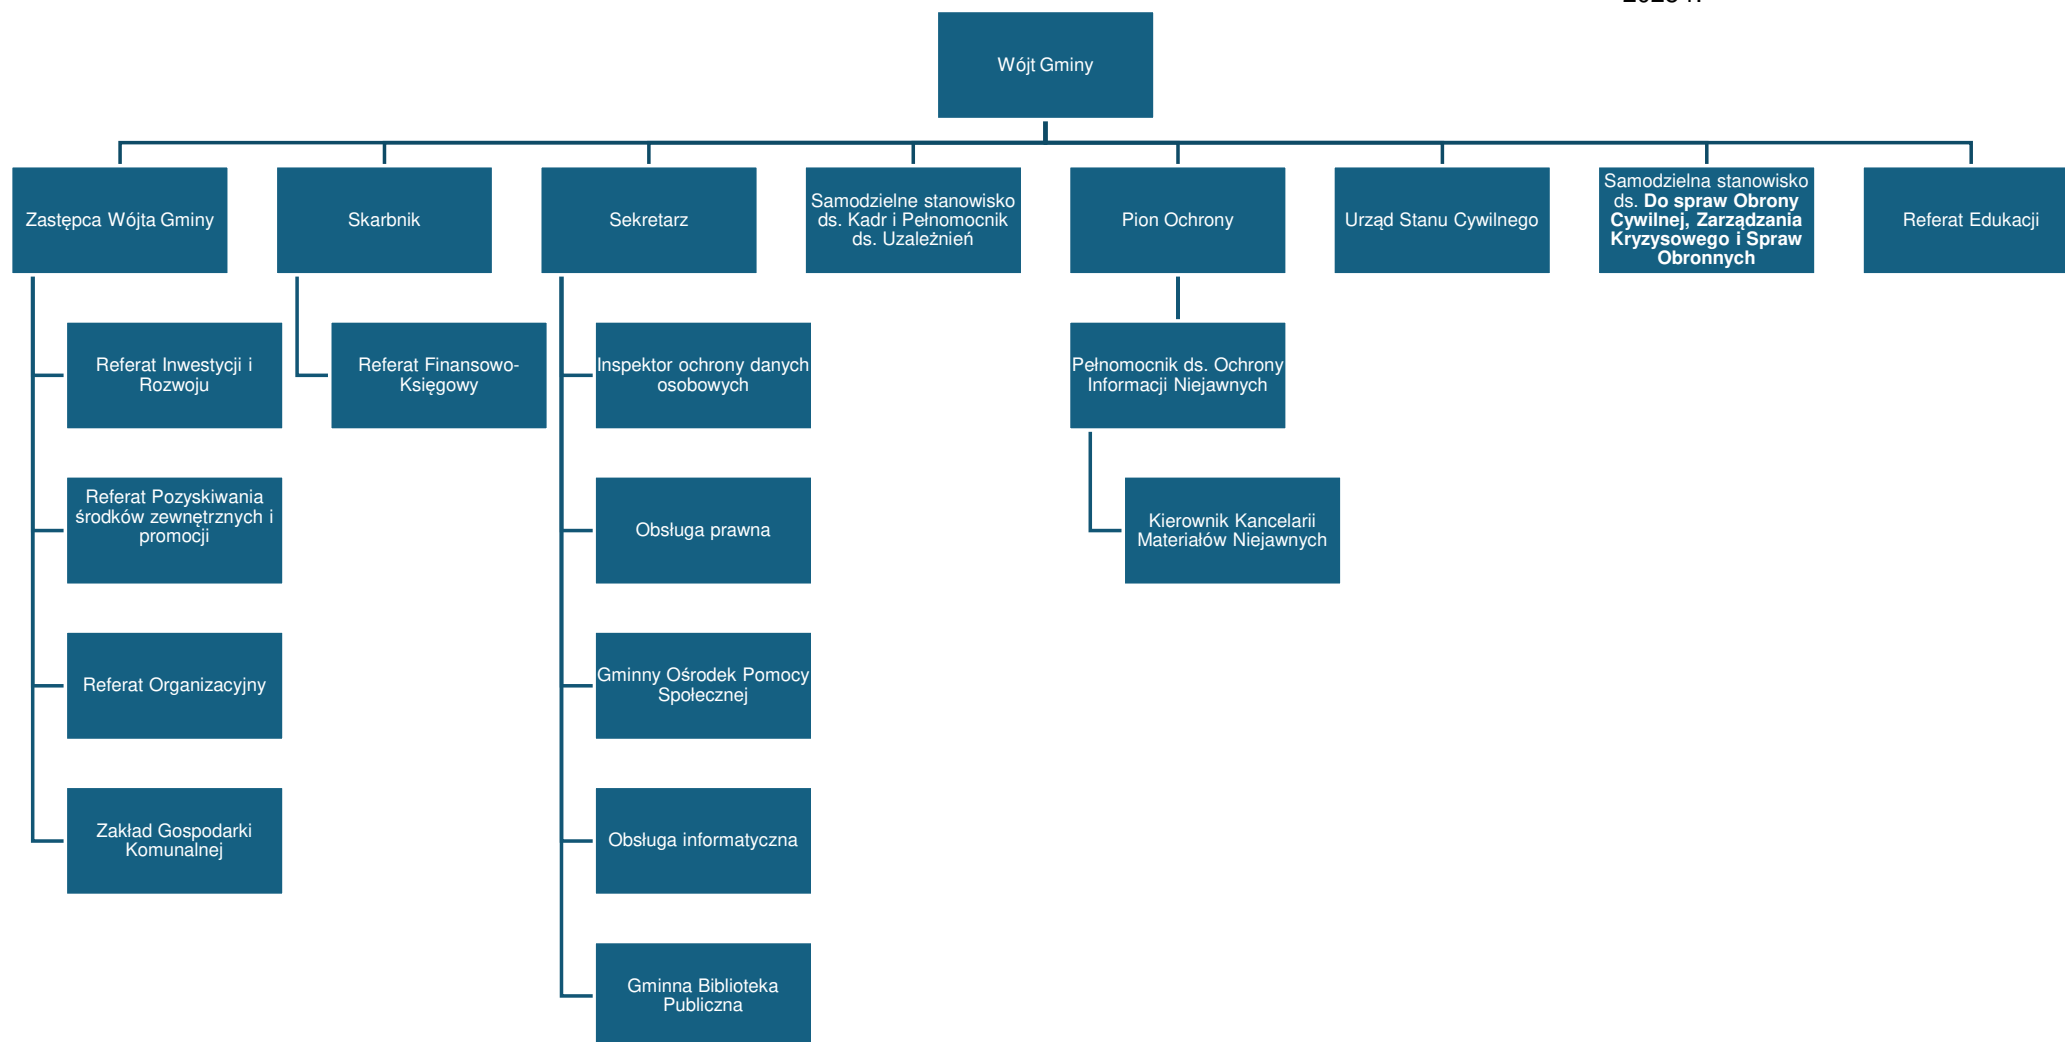 Wójt Gminy
Zastępca Wójta Gminy
Skarbnik
Sekretarz
Samodzielne stanowisko
ds. Kadr i Pełnomocnik
ds. Uzależnień
Pion Ochrony
Urząd Stanu Cywilnego
Samodzielna stanowisko
ds. Do spraw Obrony
Cywilnej, Zarządzania
Kryzysowego i Spraw
Obronnych
Referat Edukacji
Referat Inwestycji i
Rozwoju
Referat Finansowo-
Księgowy
Inspektor ochrony danych
osobowych
Pełnomocnik ds. Ochrony
Informacji Niejawnych
Referat Pozyskiwania
środków zewnętrznych i
promocji
Obsługa prawna
Kierownik Kancelarii
Materiałów Niejawnych
Referat Organizacyjny
Gminny Ośrodek Pomocy
Społecznej
Zakład Gospodarki
Komunalnej
Obsługa informatyczna
Gminna Biblioteka
Publiczna